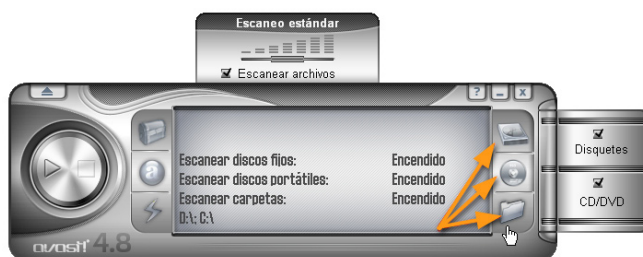 Escaneo estándar
Escanear archivos
?
_
x
Escanear discos fijos: Encendido
Escanear discos portátiles: Encendido
Escanear carpetas: Encendido
D:\; C:\
Disquetes
CD/DVD
a
avast! 4.8